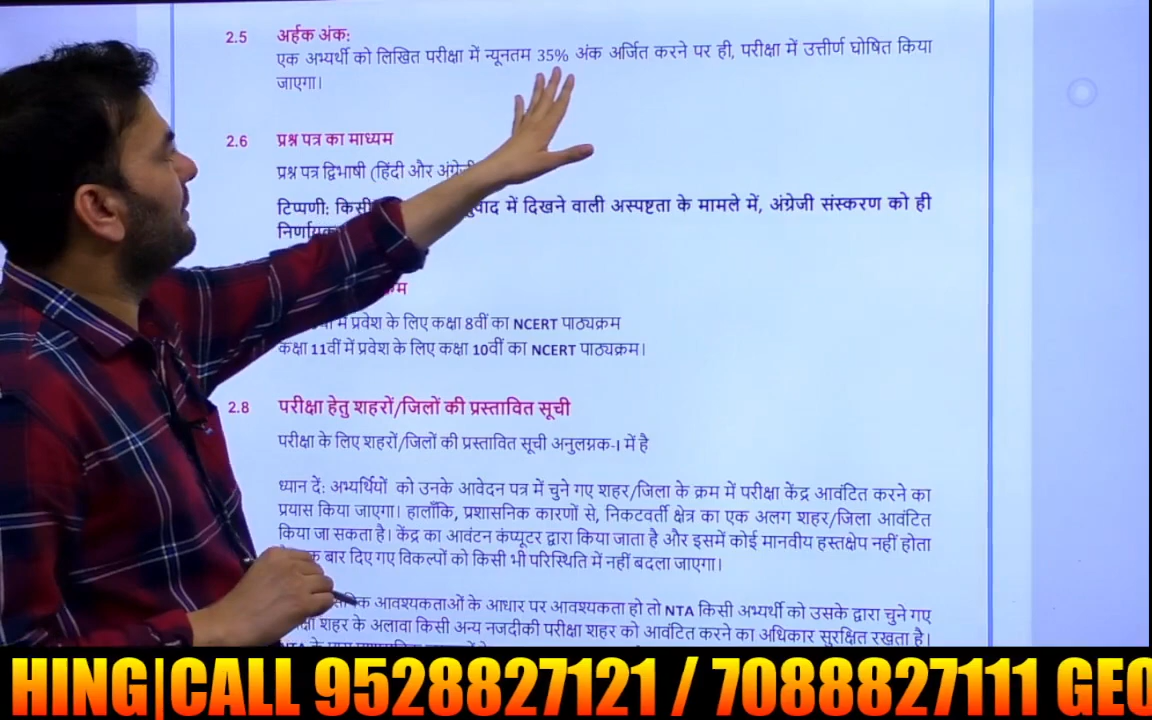 2.5 अर्हक अंक:
एक अभ्यर्थी को लिखित परीक्षा में न्यूनतम 35% अंक अर्जित करने पर ही, परीक्षा में उत्तीर्ण घोषित किया
जाएगा।
2.6 प्रश्न पत्र का माध्यम
प्रश्न पत्र द्विभाषी (हिंदी और
टिप्पणी: किसी में दिखने वाली अस्पष्टता के मामले में, अंग्रेजी संस्करण को ही
में प्रवेश के लिए कक्षा 8वीं का NCERT पाठ्यक्रम
कक्षा 11वीं में प्रवेश के लिए कक्षा 10वीं का NCERT पाठ्यक्रम।
2.8 परीक्षा हेतु शहरों/जिलों की प्रस्तावित सूची
परीक्षा के लिए शहरों/जिलों की प्रस्तावित सूची अनुलग्नक-I में है
ध्यान दें: अभ्यर्थियों को उनके आवेदन पत्र में चुने गए शहर/जिला के क्रम में परीक्षा केंद्र आवंटित करने का
प्रयास किया जाएगा। हालाँकि, प्रशासनिक कारणों से, निकटवर्ती क्षेत्र का एक अलग शहर/जिला आवंटित
किया जा सकता है। केंद्र का आवंटन कंप्यूटर द्वारा किया जाता है और इसमें कोई मानवीय हस्तक्षेप नहीं होता
बार दिए गए विकल्पों को किसी भी परिस्थिति में नहीं बदला जाएगा।
आवश्यकताओं के आधार पर आवश्यकता हो तो NTA किसी अभ्यर्थी को उसके द्वारा चुने गए
शहर के अलावा किसी अन्य नजदीकी परीक्षा शहर को आवंटित करने का अधिकार सुरक्षित रखता है।
HING|CALL 9528827121 / 7088827111 GEO